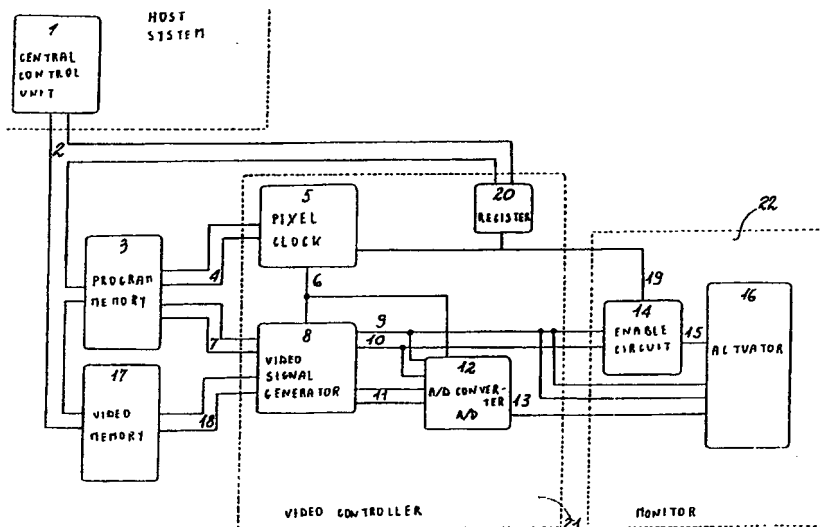 HOST
SYSTEM
1
CENTRAL
CONTROL
UNIT
2
20
REGISTER
5
PIXEL
CLOCK
22
3
PROGRAM
MEMORY
4
6
19
14
ENABLE
CIRCUIT
15
16
ACTUATOR
7
8
VIDEO
SIGNAL
GENERATOR
9
10
11
12
A/D CONVER-
TER
A/D
13
17
VIDEO
MEMORY
18
VIDEO CONTROLLER
21
MONITOR